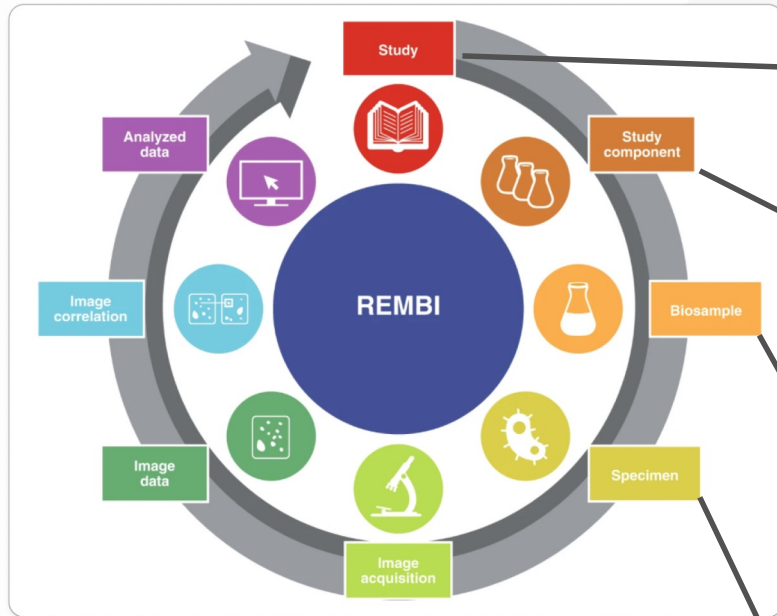 Study
Study
component
Biosample
Specimen
Image
acquisition
Image
data
Image
correlation
Analyzed
data
REMBI